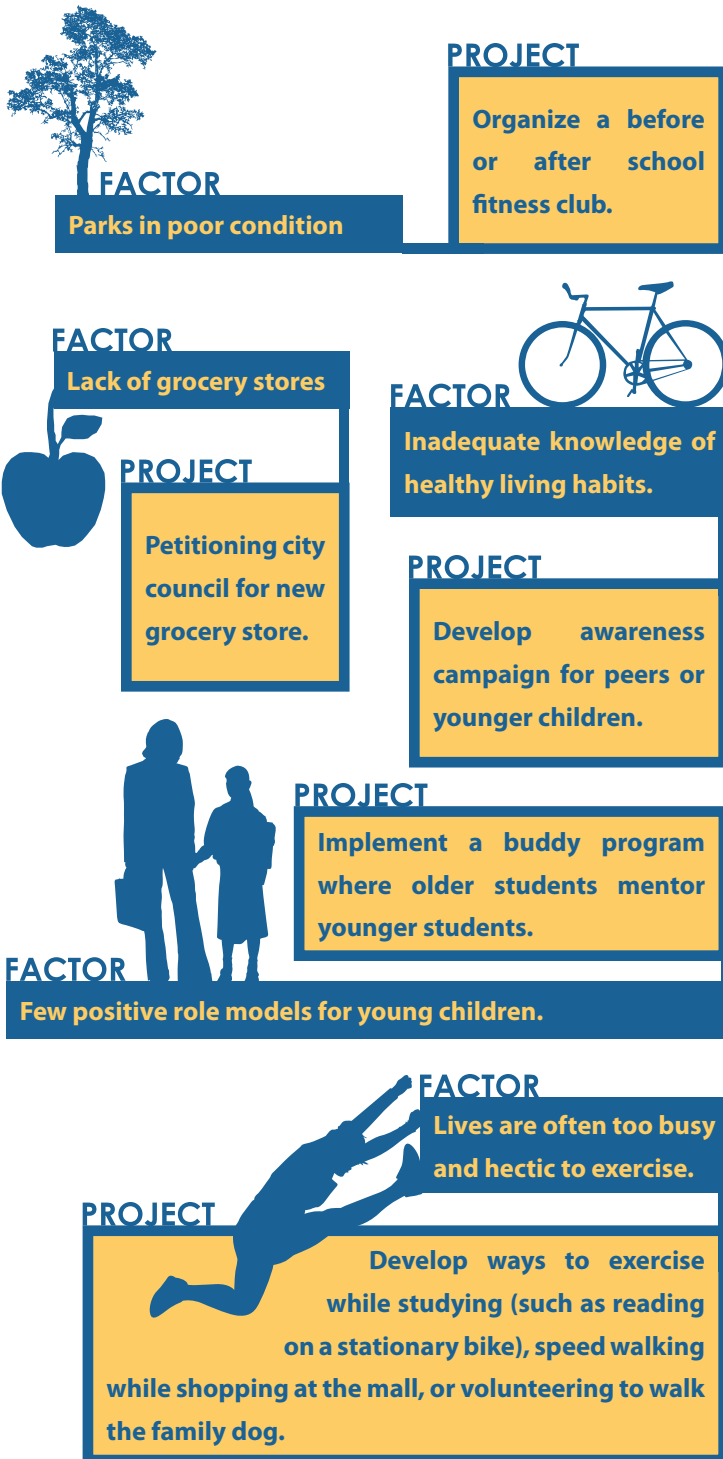 PROJECT
Organize a before
or after school
fitness club.
FACTOR
Parks in poor condition
FACTOR
Lack of grocery stores
PROJECT
Petitioning city
council for new
grocery store.
FACTOR
Inadequate knowledge of
healthy living habits.
PROJECT
Develop awareness
campaign for peers or
younger children.
PROJECT
Implement a buddy program
where older students mentor
younger students.
FACTOR
Few positive role models for young children.
FACTOR
Lives are often too busy
and hectic to exercise.
PROJECT
Develop ways to exercise
while studying (such as reading
on a stationary bike), speed walking
while shopping at the mall, or volunteering to walk
the family dog.